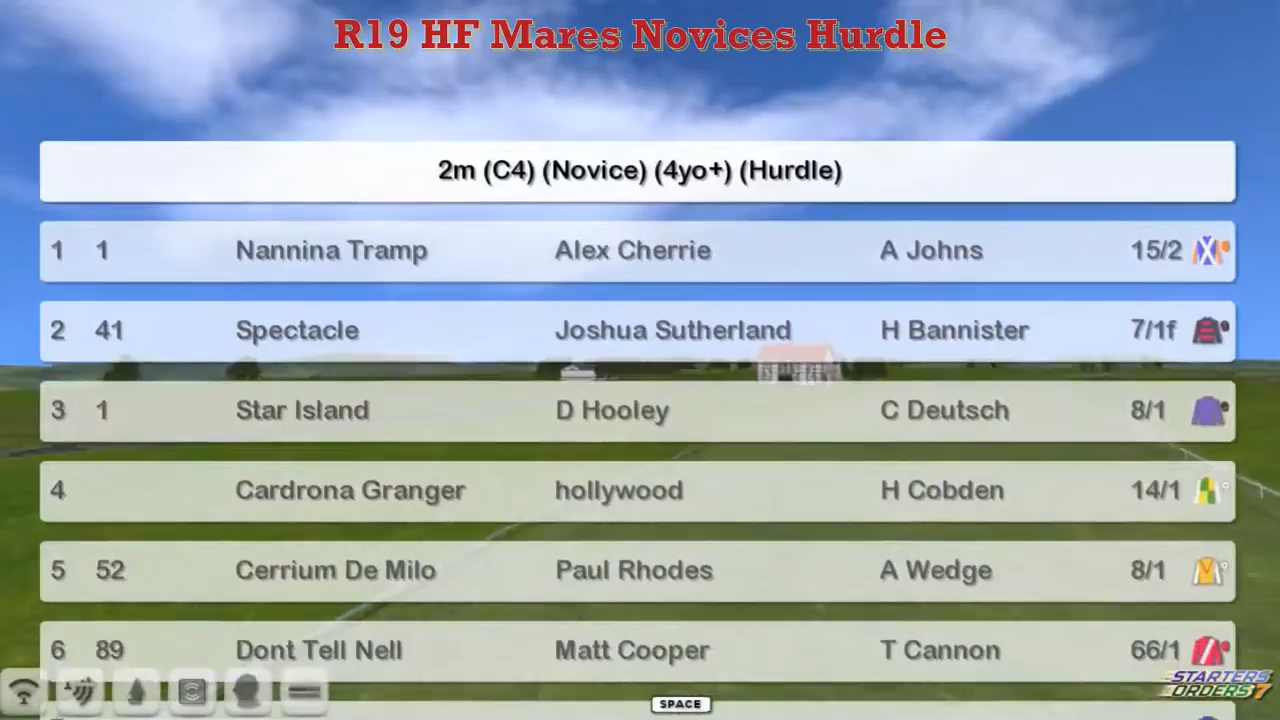 R19 HF Mares Novices Hurdle
2m (C4) (Novice) (4yo+) (Hurdle)
1 1 Nannina Tramp Alex Cherrie A Johns 15/2
2 41 Spectacle Joshua Sutherland H Bannister 7/1f
3 1 Star Island D Hooley C Deutsch 8/1
4 Cardrona Granger hollywood H Cobden 14/1
5 52 Cerrium De Milo Paul Rhodes A Wedge 8/1
6 89 Dont Tell Nell Matt Cooper T Cannon 66/1
STARTERS
ORDERS 7
SPACE